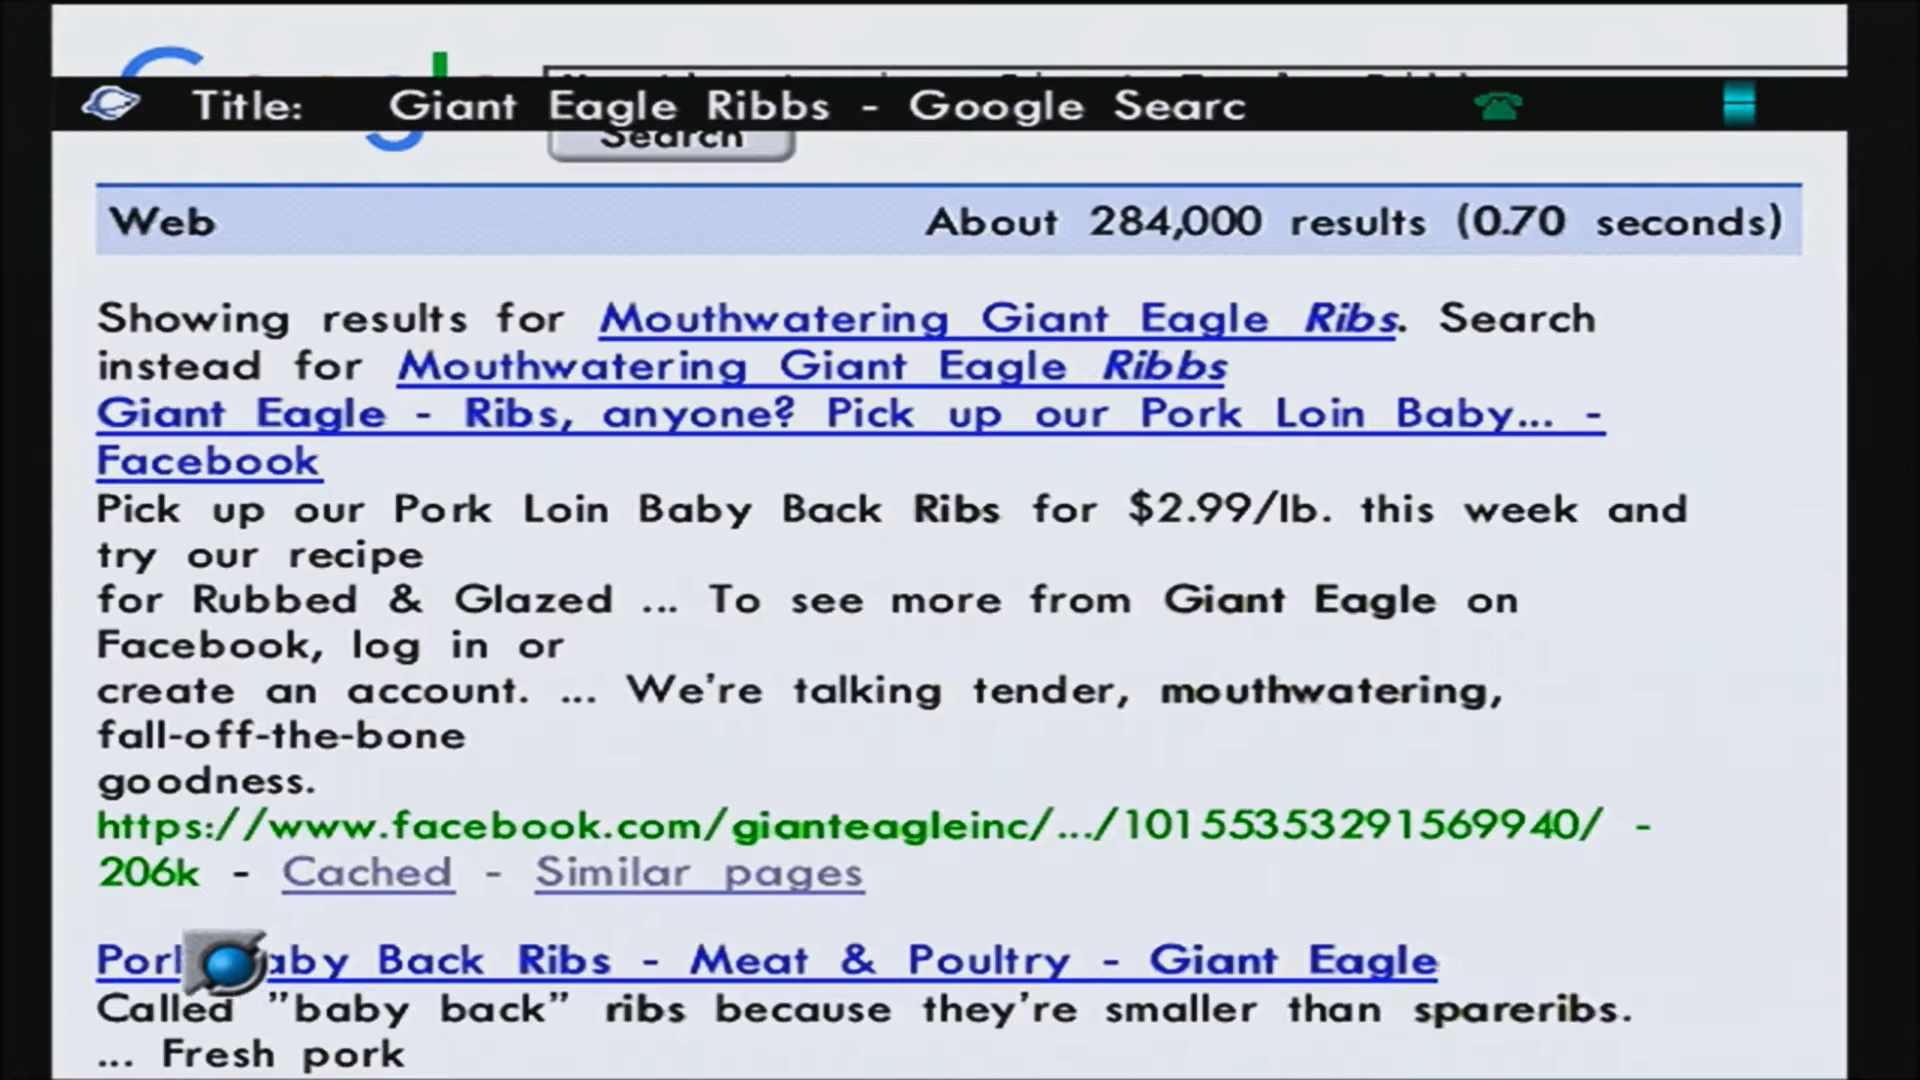 Title: Giant Eagle Ribbs - Google Searc
Search
Web About 284,000 results (0.70 seconds)
Showing results for Mouthwatering Giant Eagle Ribs. Search
instead for Mouthwatering Giant Eagle Ribbs
Giant Eagle - Ribs, anyone? Pick up our Pork Loin Baby... -
Facebook
Pick up our Pork Loin Baby Back Ribs for $2.99/lb. this week and
try our recipe
for Rubbed & Glazed ... To see more from Giant Eagle on
Facebook, log in or
create an account. ... We're talking tender, mouthwatering,
fall-off-the-bone
goodness.
https://www.facebook.com/gianteagleinc/.../10155353291569940/ -
206k - Cached - Similar pages
Por aby Back Ribs - Meat & Poultry - Giant Eagle
Called "baby back" ribs because they're smaller than spareribs.
... Fresh pork